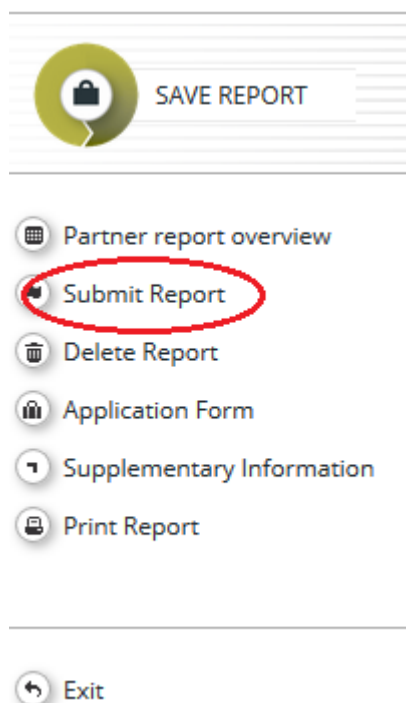 SAVE REPORT
Partner report overview
Submit Report
Delete Report
Application Form
Supplementary Information
Print Report
Exit